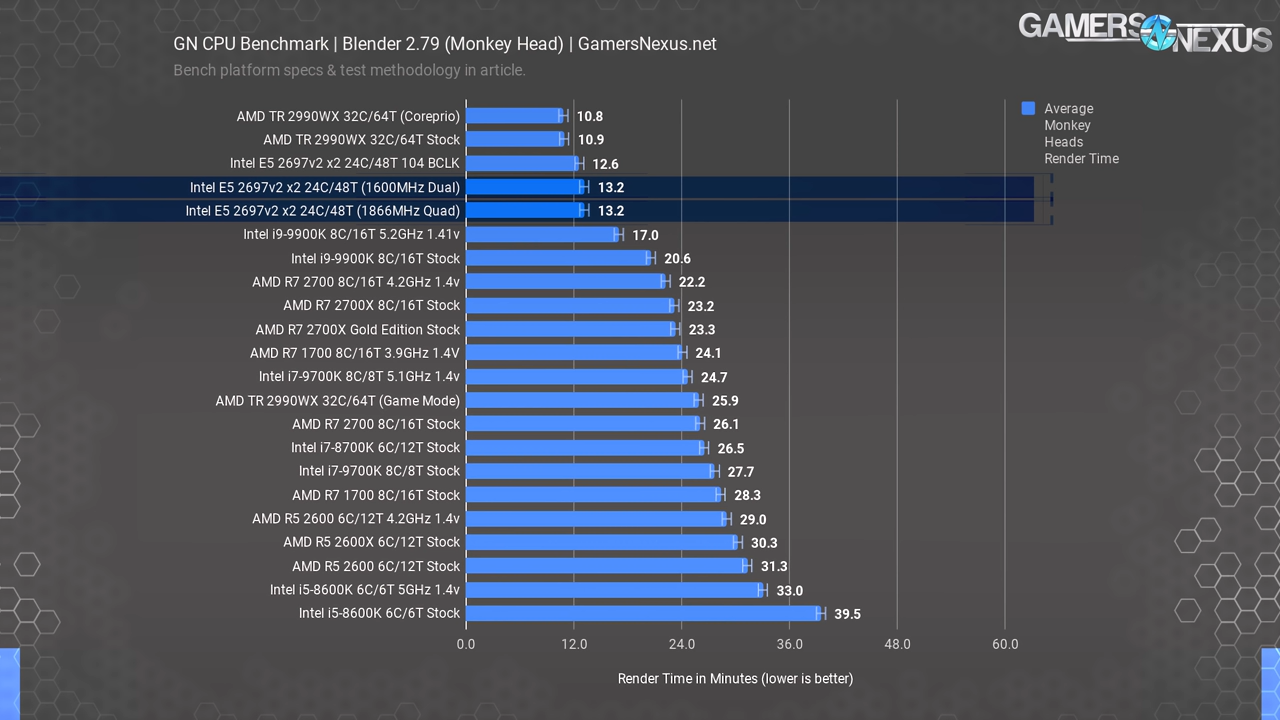 GAMERS NEXUS
GN CPU Benchmark | Blender 2.79 (Monkey Head) | GamersNexus.net
Bench platform specs & test methodology in article.
Average
Monkey
Heads
Render Time
AMD TR 2990WX 32C/64T (Coreprio) 10.8
AMD TR 2990WX 32C/64T Stock 10.9
Intel E5 2697v2 x2 24C/48T 104 BCLK 12.6
Intel E5 2697v2 x2 24C/48T (1600MHz Dual) 13.2
Intel E5 2697v2 x2 24C/48T (1866MHz Quad) 13.2
Intel i9-9900K 8C/16T 5.2GHz 1.41v 17.0
Intel i9-9900K 8C/16T Stock 20.6
AMD R7 2700 8C/16T 4.2GHz 1.4v 22.2
AMD R7 2700X 8C/16T Stock 23.2
AMD R7 2700X Gold Edition Stock 23.3
AMD R7 1700 8C/16T 3.9GHz 1.4V 24.1
Intel i7-9700K 8C/8T 5.1GHz 1.4v 24.7
AMD TR 2990WX 32C/64T (Game Mode) 25.9
AMD R7 2700 8C/16T Stock 26.1
Intel i7-8700K 6C/12T Stock 26.5
Intel i7-9700K 8C/8T Stock 27.7
AMD R7 1700 8C/16T Stock 28.3
AMD R5 2600 6C/12T 4.2GHz 1.4v 29.0
AMD R5 2600X 6C/12T Stock 30.3
AMD R5 2600 6C/12T Stock 31.3
Intel i5-8600K 6C/6T 5GHz 1.4v 33.0
Intel i5-8600K 6C/6T Stock 39.5
0.0 12.0 24.0 36.0 48.0 60.0
Render Time in Minutes (lower is better)